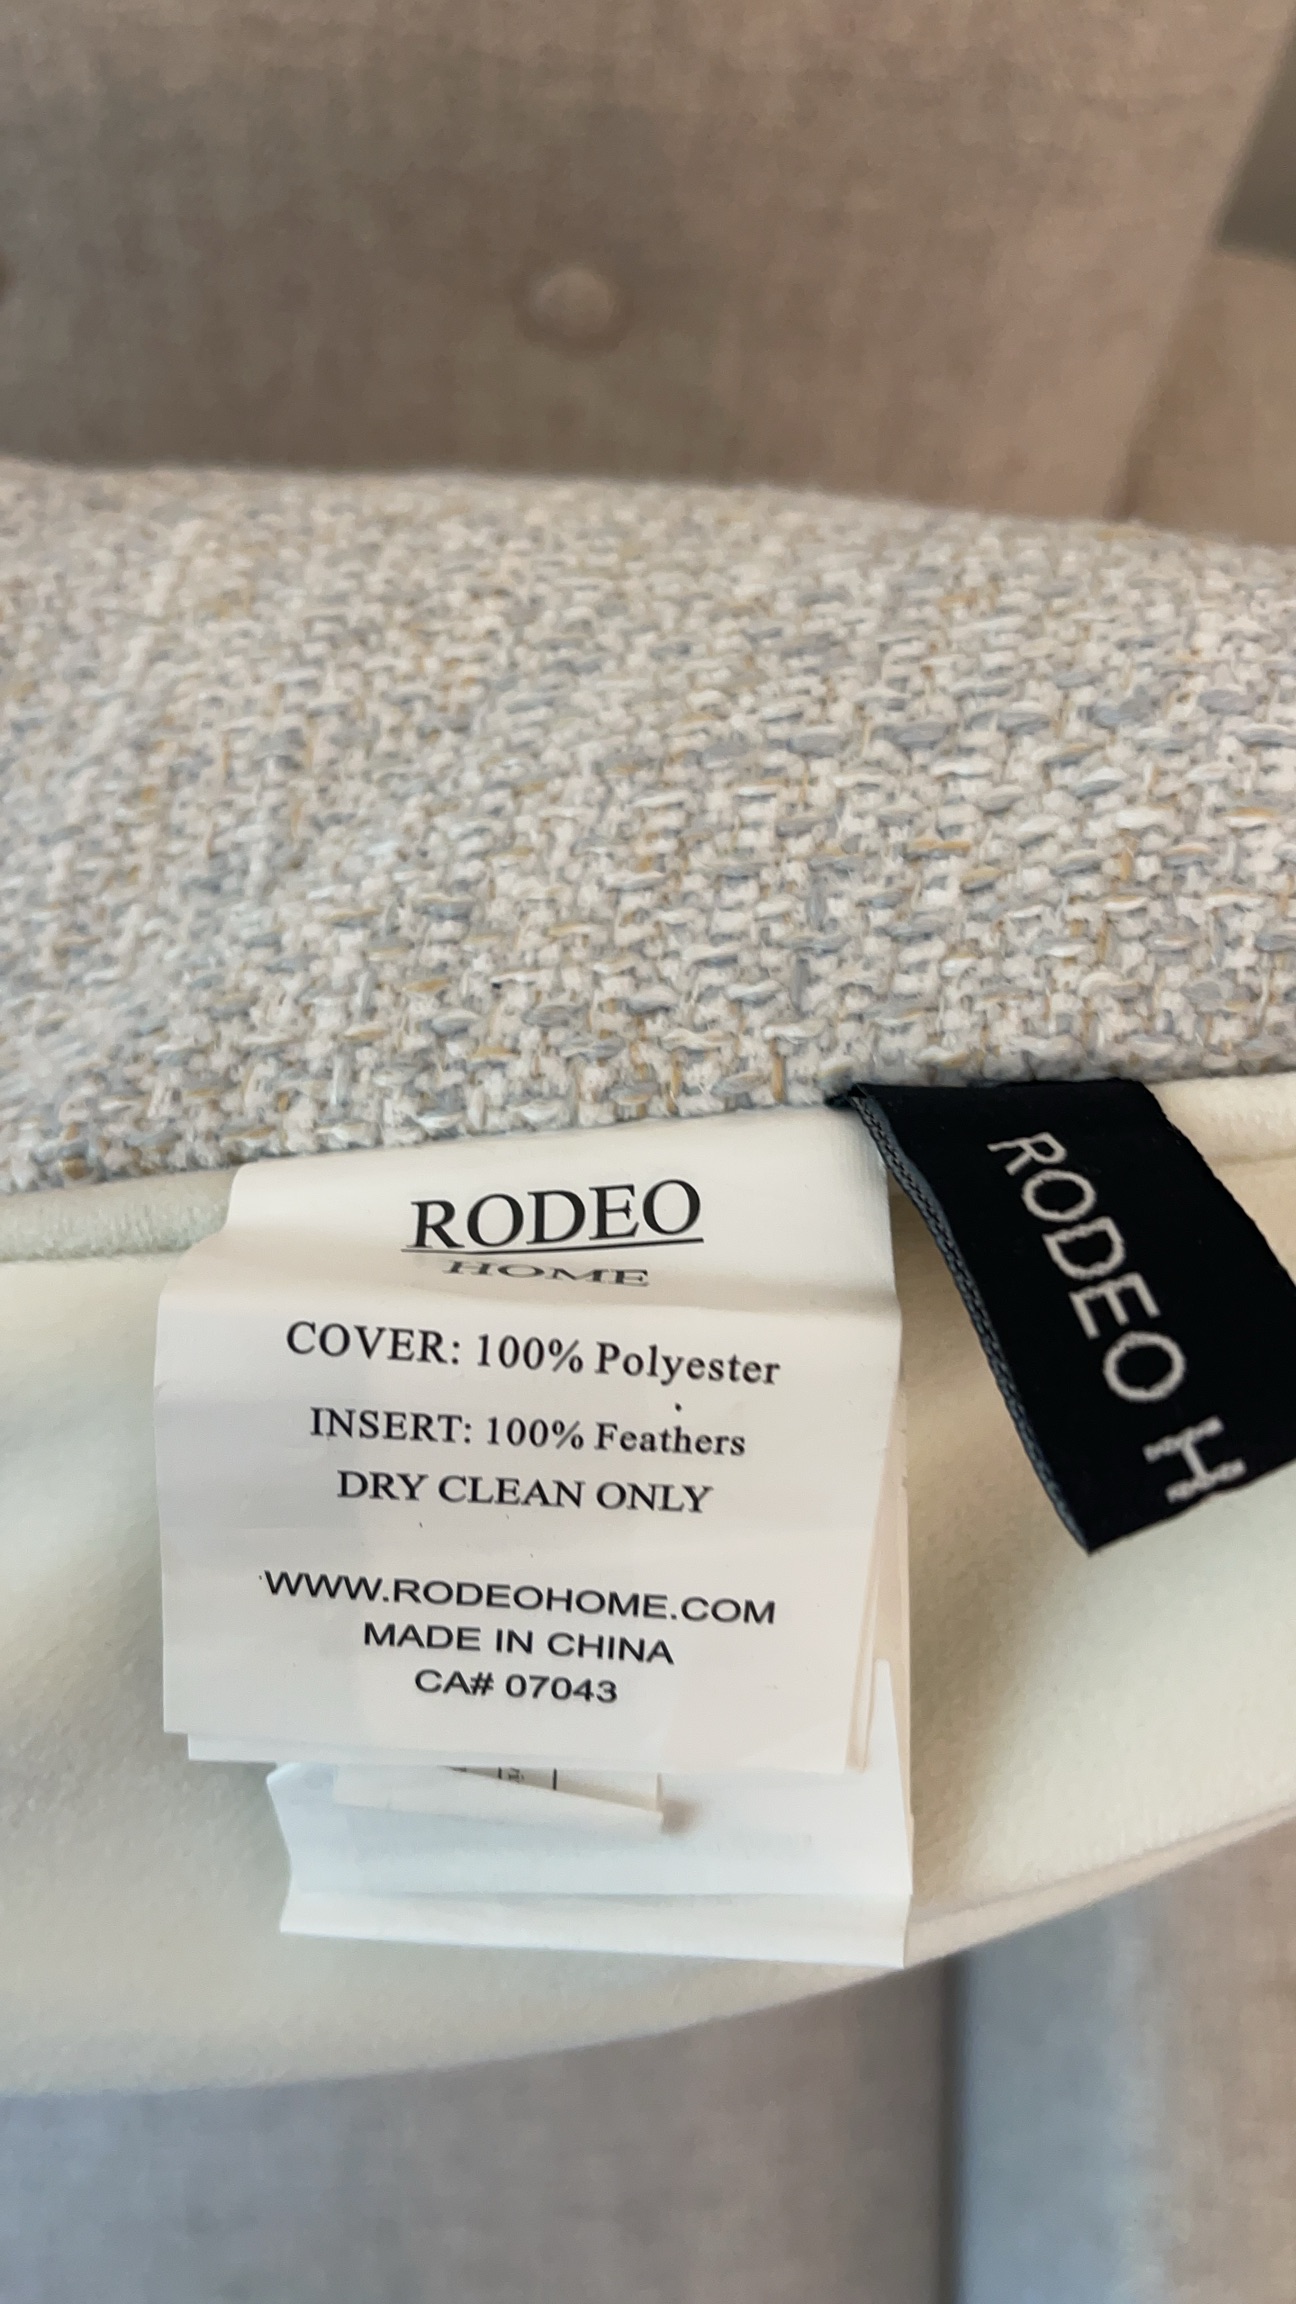 RODEO
HOME
COVER: 100% Polyester
INSERT: 100% Feathers
DRY CLEAN ONLY
WWW.RODEOHOME.COM
MADE IN CHINA
CA# 07043
RODEO H